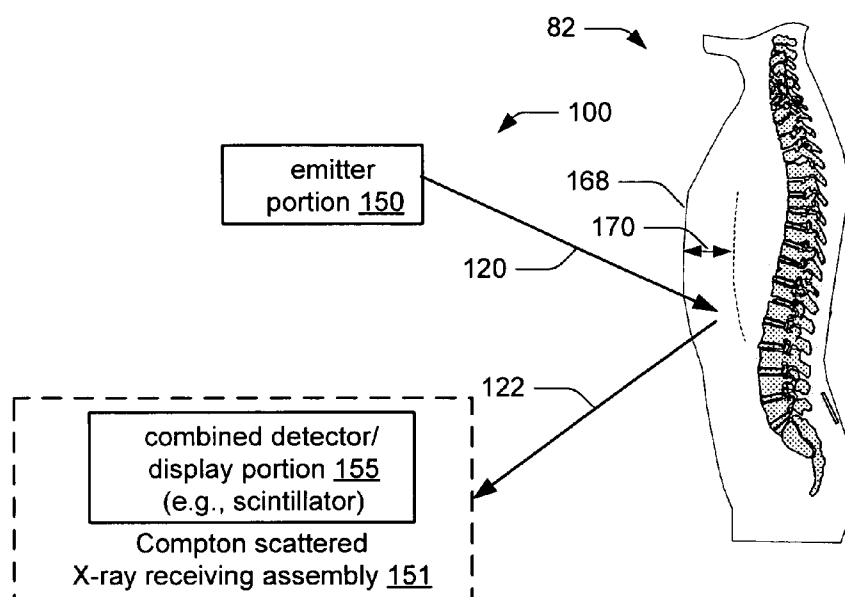 82
100
emitter
portion 150
168
170
120
122
combined detector/
display portion 155
(e.g., scintillator)
Compton scattered
X-ray receiving assembly 151